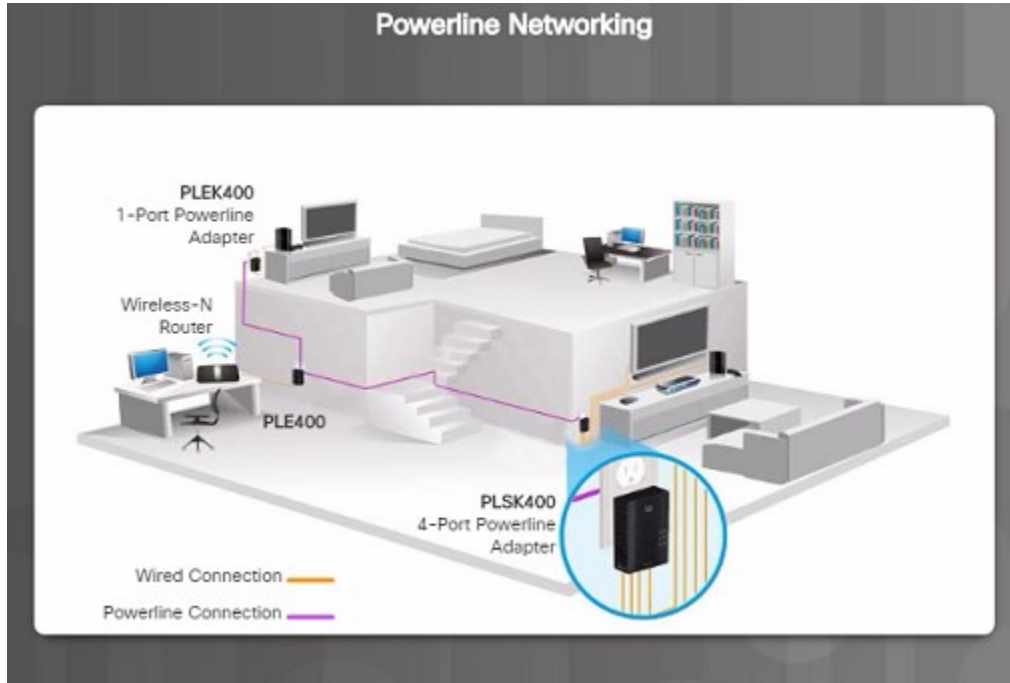 Powerline Networking
PLEK400
1-Port Powerline
Adapter
Wireless-N
Router
PLE400
PLSK400
4-Port Powerline
Adapter
Wired Connection
Powerline Connection